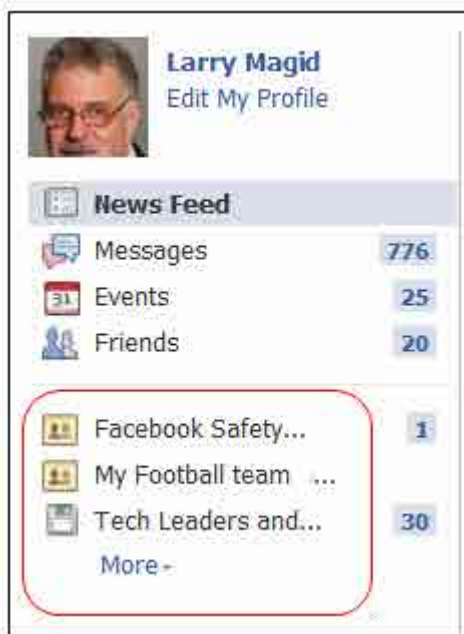 Larry Magid
Edit My Profile
News Feed
Messages 776
31 Events 25
Friends 20
Facebook Safety... 1
My Football team ...
Tech Leaders and... 30
More